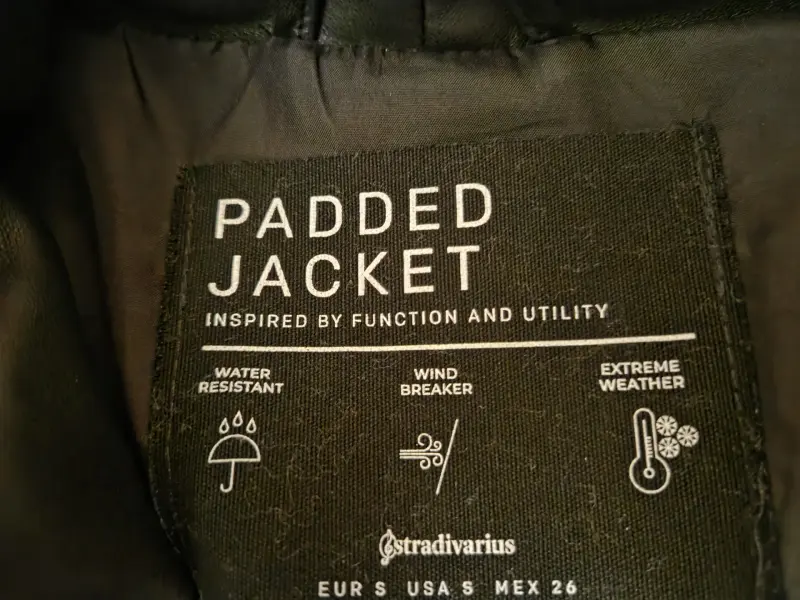 PADDED
JACKET
INSPIRED BY FUNCTION AND UTILITY
WATER
RESISTANT
WIND
BREAKER
EXTREME
WEATHER
stradivarius
EUR S USA S MEX 26